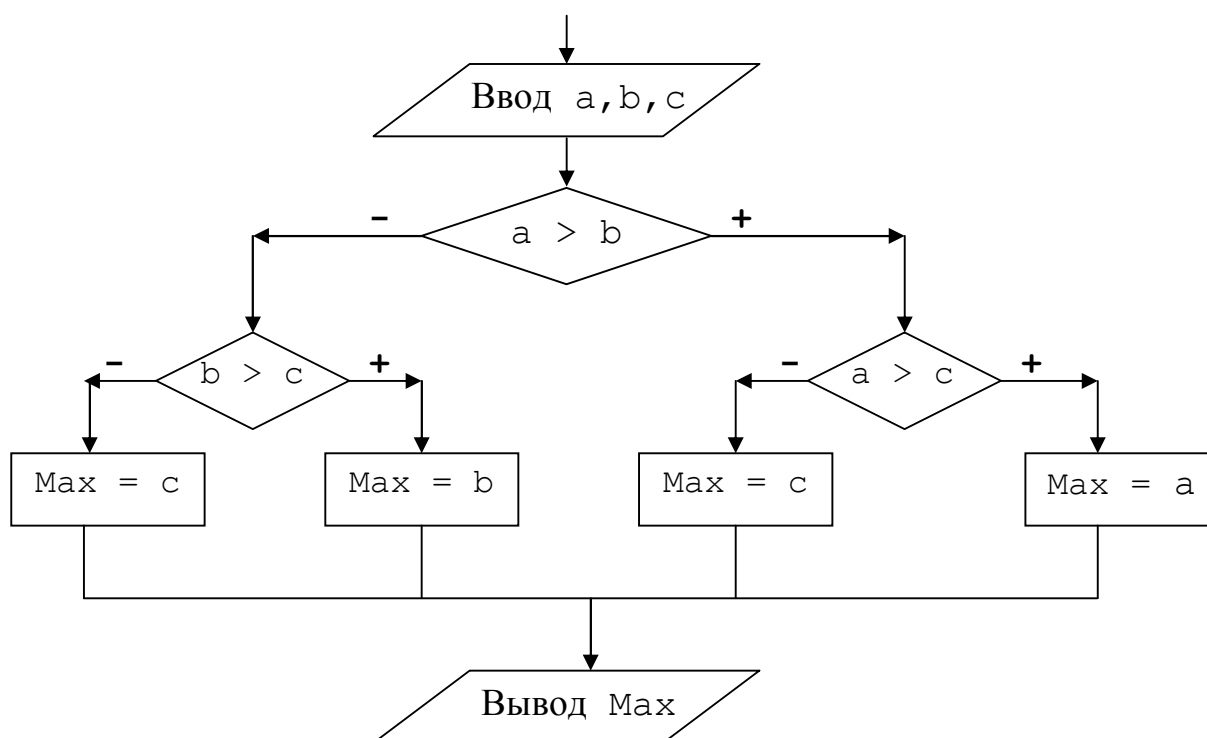 Ввод a,b,c
- a > b +
- b > c + - a > c +
Max = c Max = b Max = c Max = a
Вывод Max